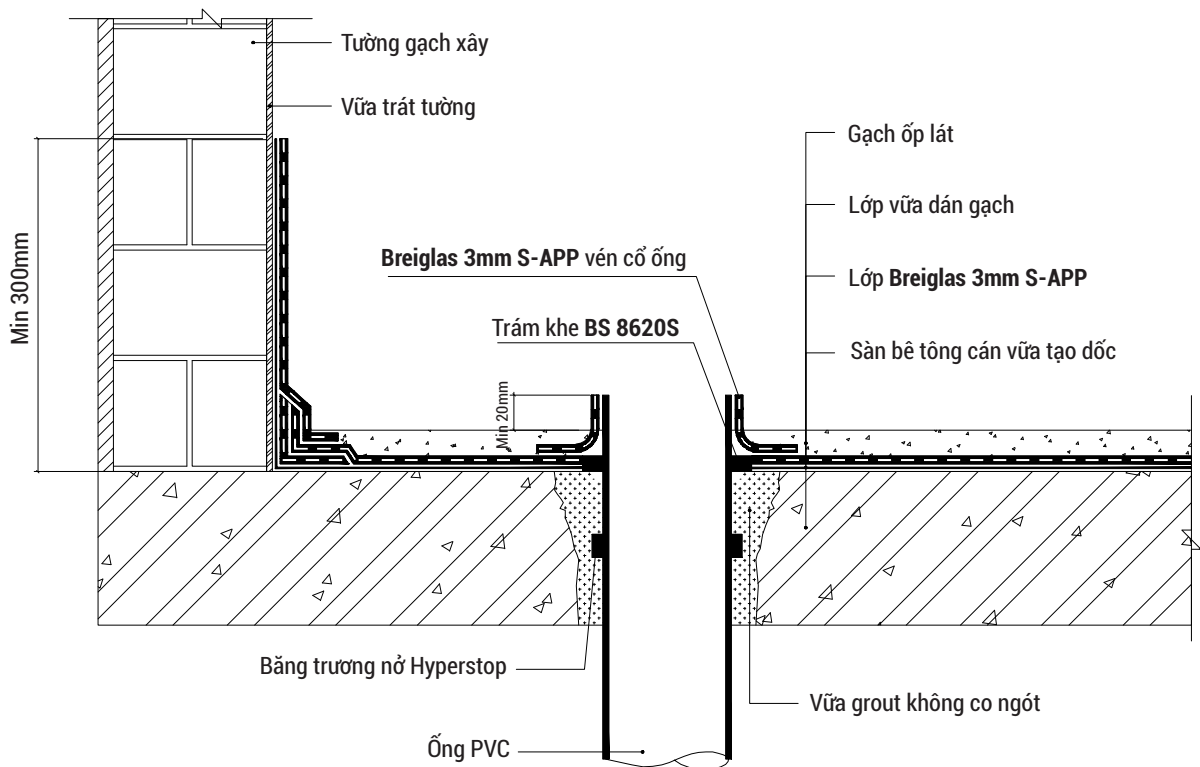 Tường gạch xây
Vữa trát tường
Gạch ốp lát
Lớp vữa dán gạch
Min 300mm
Breiglas 3mm S-APP vén cổ ống
Lớp Breiglas 3mm S-APP
Trám khe BS 8620S
Sàn bê tông cán vữa tạo dốc
Min 20mm
Băng trương nở Hyperstop
Vữa grout không co ngót
Ống PVC